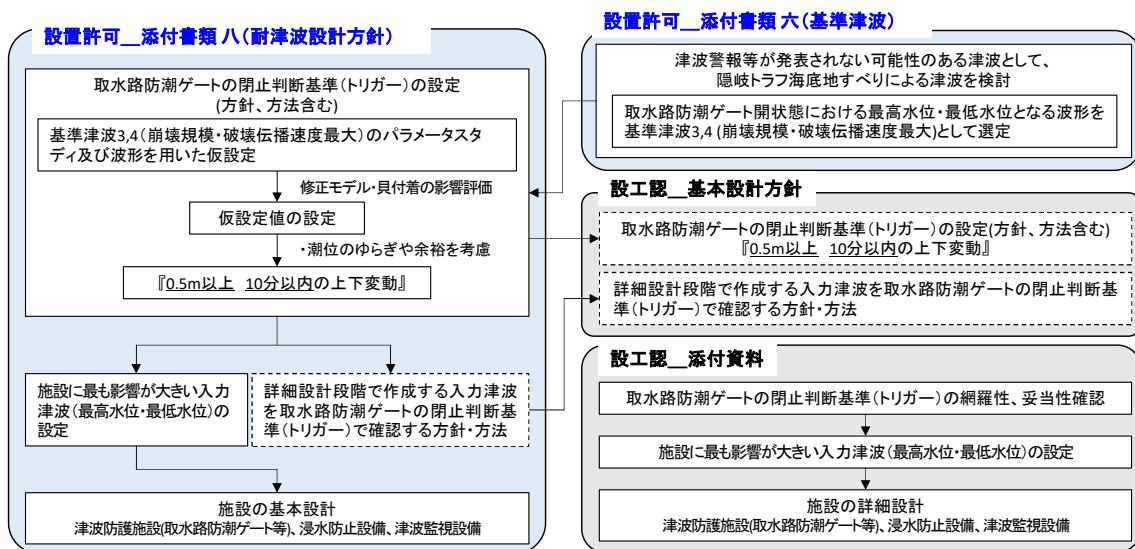 設置許可__添付書類 八(耐津波設計方針)
取水路防潮ゲートの閉止判断基準(トリガー)の設定
(方針、方法含む)
基準津波3,4(崩壊規模・破壊伝播速度最大)のパラメータスタ
ディ及び波形を用いた仮設定
修正モデル・貝付着の影響評価
仮設定値の設定
・潮位のゆらぎや余裕を考慮
『0.5m以上 10分以内の上下変動』
施設に最も影響が大きい入力
津波(最高水位・最低水位)の
設定
詳細設計段階で作成する入力津波
を取水路防潮ゲートの閉止判断基
準(トリガー)で確認する方針・方法
施設の基本設計
津波防護施設(取水路防潮ゲート等)、浸水防止設備、津波監視設備
設置許可__添付書類 六(基準津波)
津波警報等が発表されない可能性のある津波として、
隠岐トラフ海底地すべりによる津波を検討
取水路防潮ゲート開状態における最高水位・最低水位となる波形を
基準津波3,4 (崩壊規模・破壊伝播速度最大)として選定
設工認__基本設計方針
取水路防潮ゲートの閉止判断基準(トリガー)の設定(方針、方法含む)
『0.5m以上 10分以内の上下変動』
詳細設計段階で作成する入力津波を取水路防潮ゲートの閉止判断基
準(トリガー)で確認する方針・方法
設工認__添付資料
取水路防潮ゲートの閉止判断基準(トリガー)の網羅性、妥当性確認
施設に最も影響が大きい入力津波(最高水位・最低水位)の設定
施設の詳細設計
津波防護施設(取水路防潮ゲート等)、浸水防止設備、津波監視設備